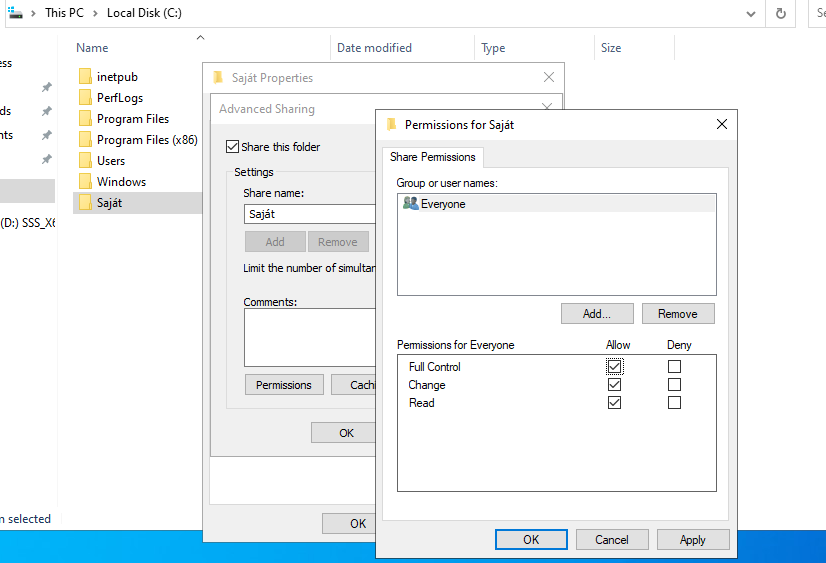 This PC > Local Disk (C:)
Se
Name
Date modified
Type
Size
ess
ds
nts
(D:) SSS_X6
inetpub
PerfLogs
Program Files
Program Files (x86)
Users
Windows
Saját
n selected
Saját Properties
Advanced Sharing
Share this folder
Settings
Share name:
Saját
Add
Remove
Limit the number of simultan
Comments:
Permissions
Cachi
OK
OK
Permissions for Saját
Share Permissions
Group or user names:
Everyone
Add...
Remove
Permissions for Everyone
Allow
Deny
Full Control
Change
Read
OK
Cancel
Apply